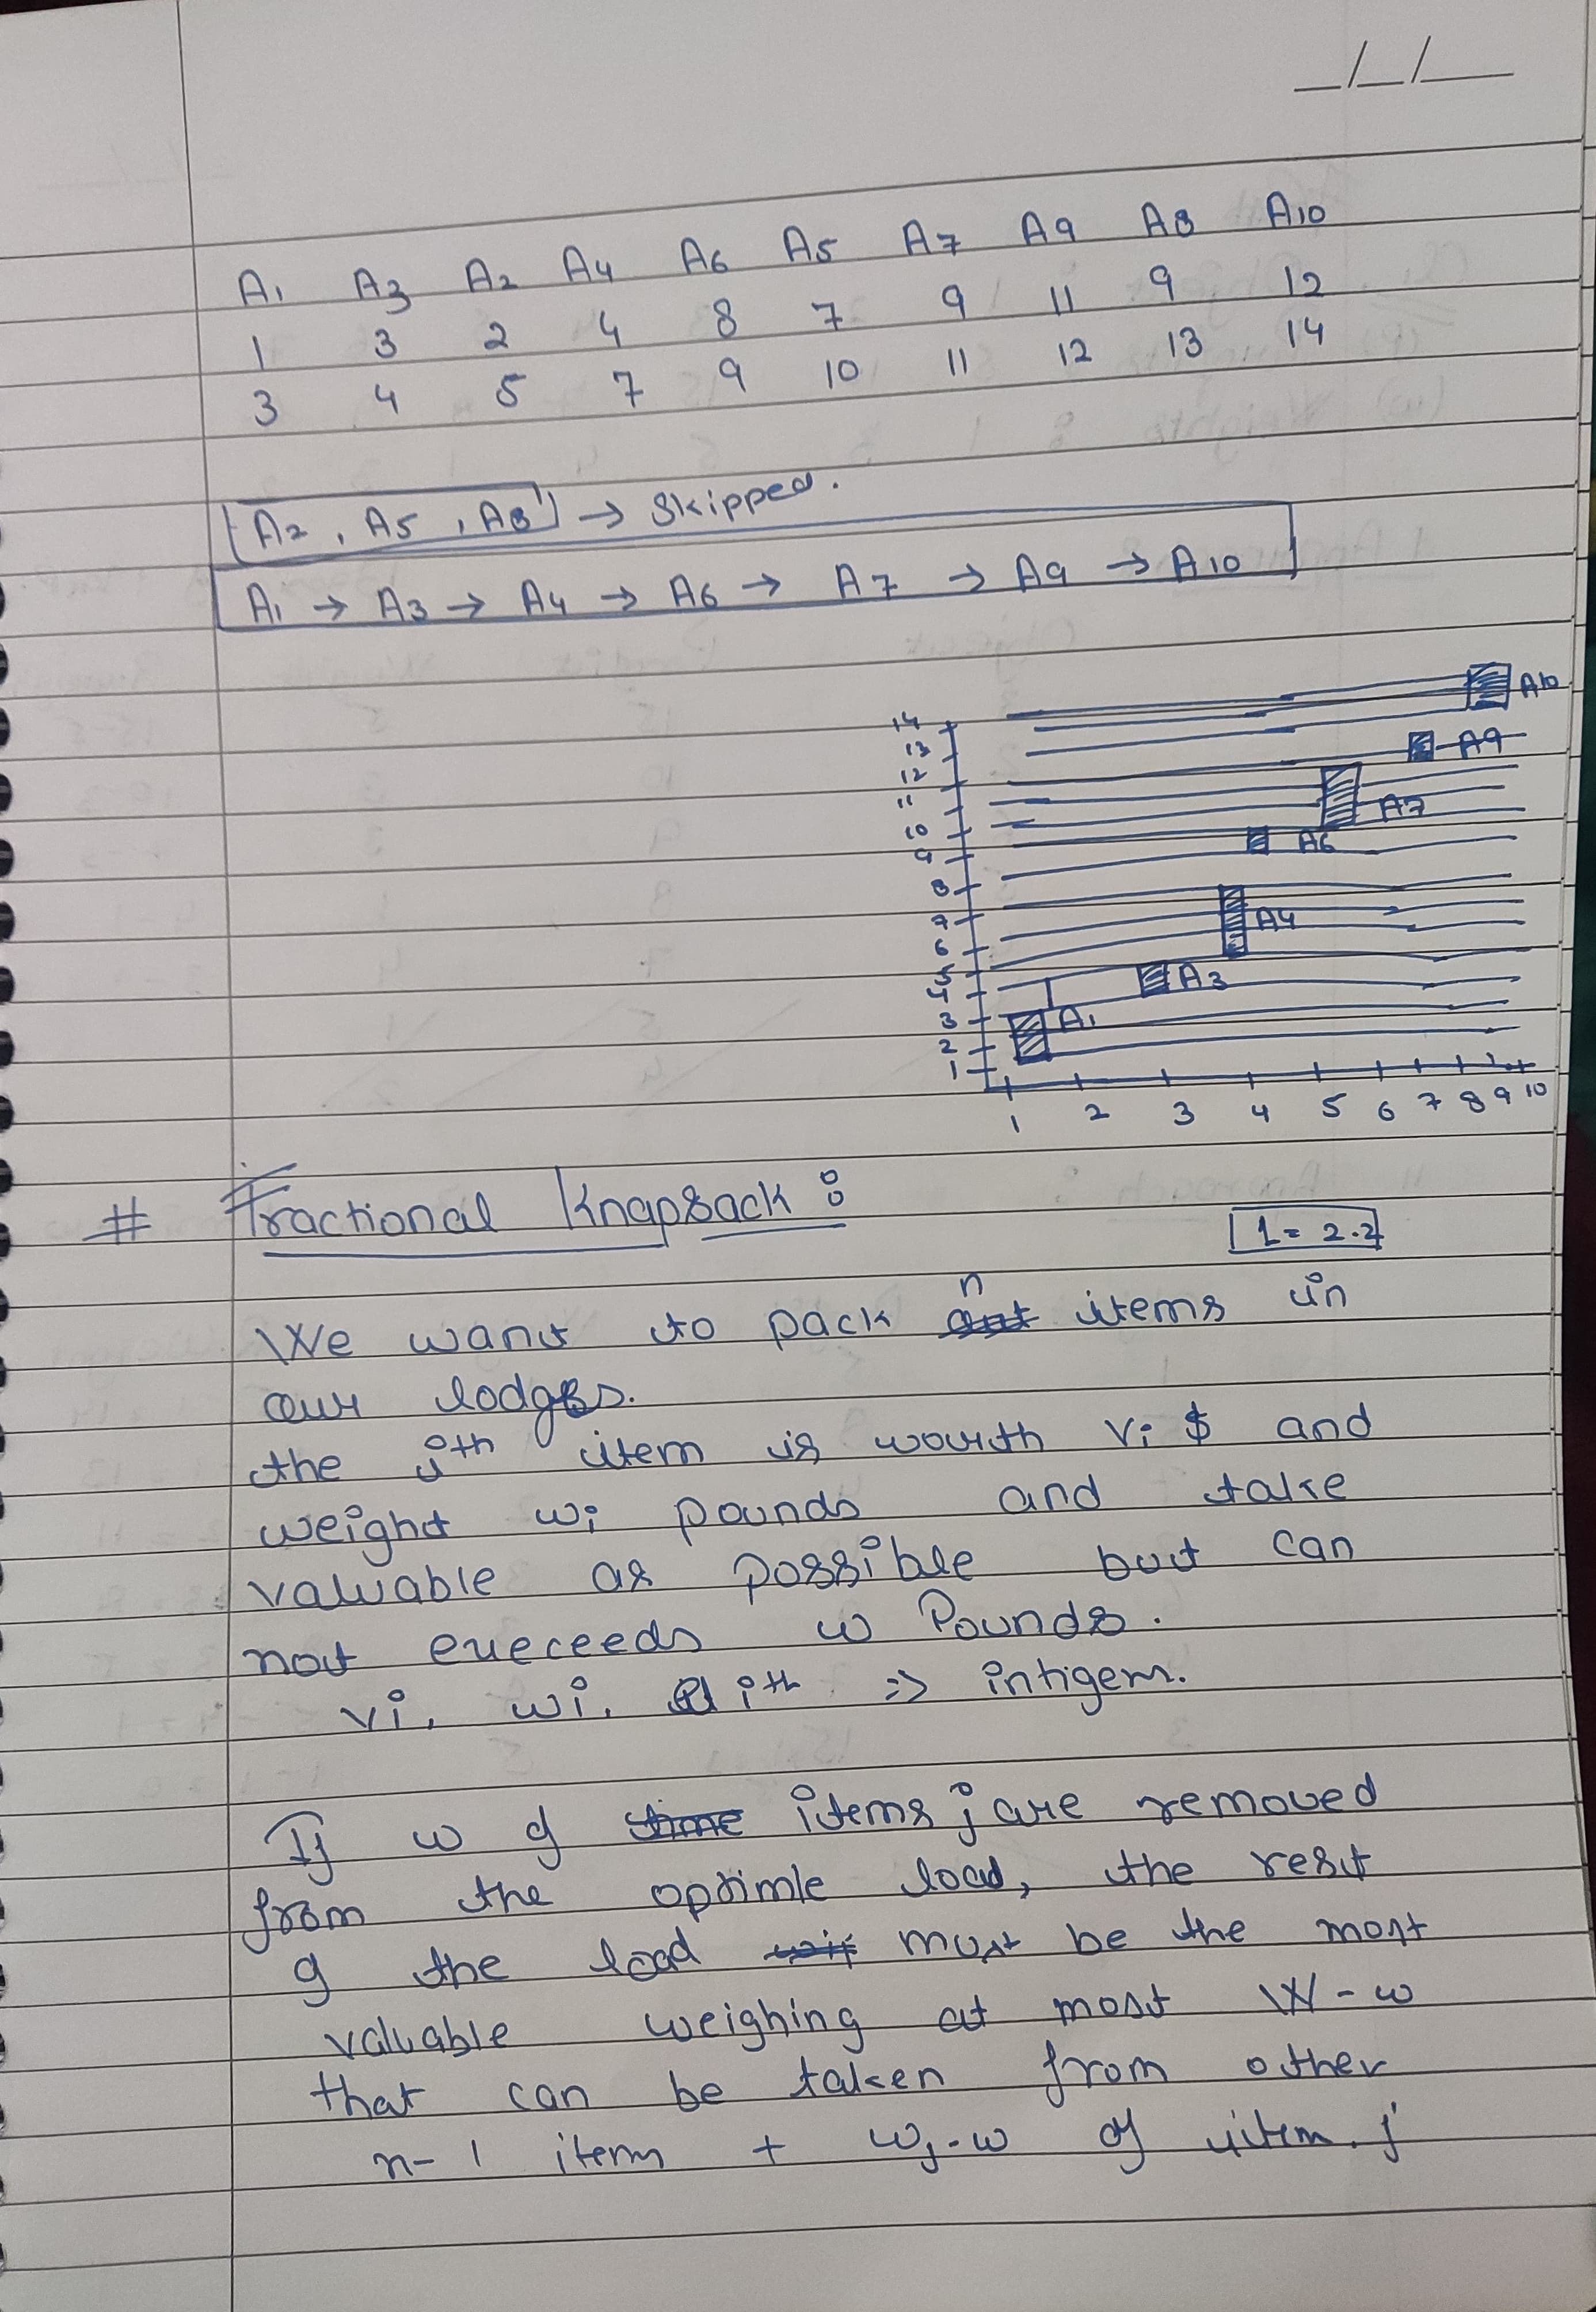 _/_/__
A1 A3 A2 A4 A6 A5 A7 A9 A8 A10
1 3 2 4 8 7 9 11 9 12
3 4 5 7 9 10 11 12 13 14
[A2, A5, A8] → Skipped.
A1 → A3 → A4 → A6 → A7 → A9 → A10
A10
14
13
A9
12
11
A7
10
A6
9
8
7
A4
6
5
4
A3
3
A1
2
1
1 2 3 4 5 6 7 8 9 10
# Fractional Knapsack :
1 = 2.2
We want to pack n items in
our lodges.
the ith item is worth vi $ and
weight wi pounds and take
valuable as possible but can
not execeeds w Pounds.
vi, wi, ith => intigem.
If w of items j are removed
from the optimle load, the rest
of the load must be the most
valuable weighing at most W-w
that can be taken from other
n-1 item + wj-w of item j